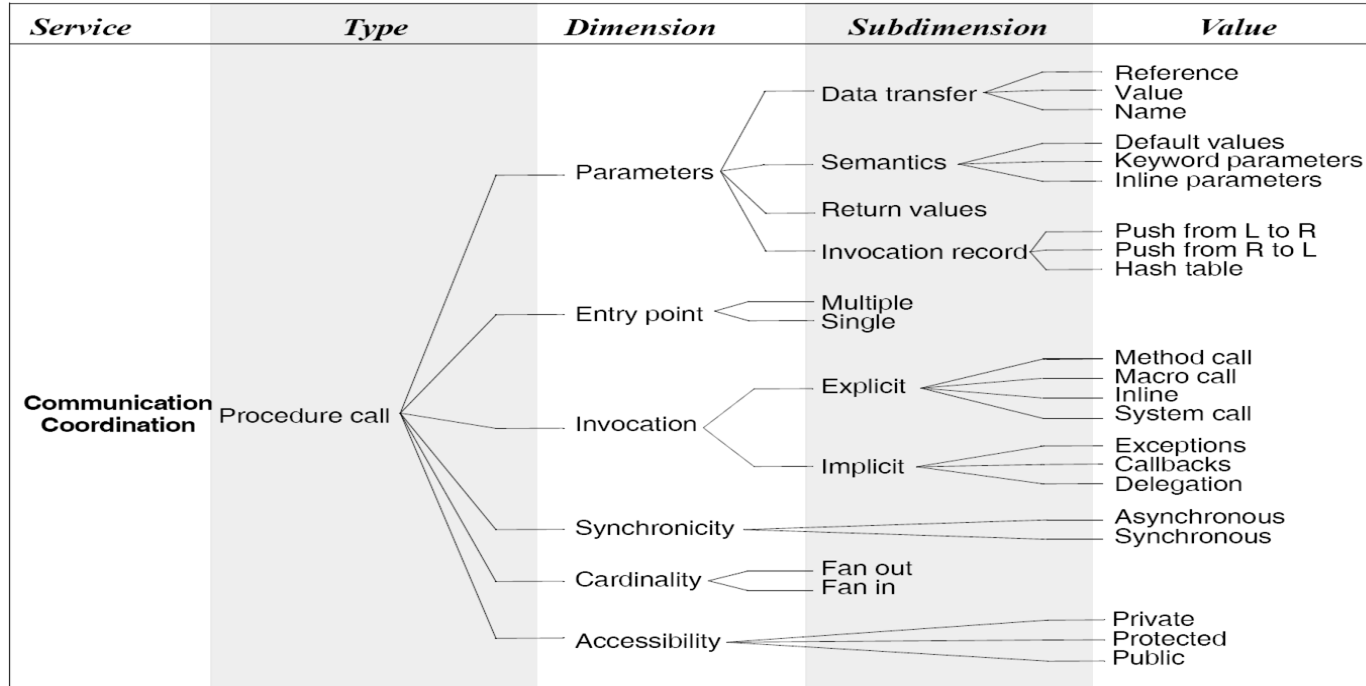 Service Type Dimension Subdimension Value
Reference
Data transfer Value
Name
Default values
Parameters Semantics Keyword parameters
Inline parameters
Return values
Push from L to R
Invocation record Push from R to L
Hash table
Multiple
Entry point
Single
Method call
Explicit Macro call
Inline
System call
Communication
Coordination
Procedure call Invocation
Exceptions
Implicit Callbacks
Delegation
Asynchronous
Synchronicity
Synchronous
Fan out
Cardinality
Fan in
Private
Accessibility Protected
Public